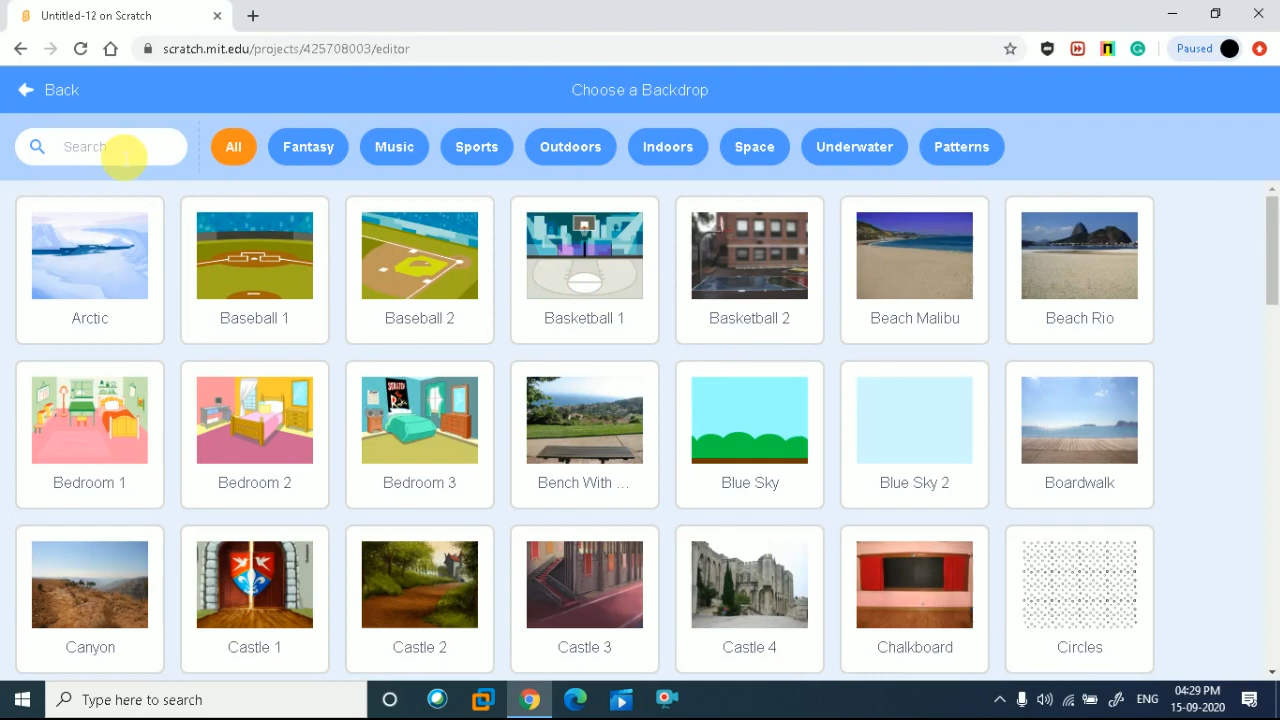 Untitled-12 on Scratch
scratch.mit.edu/projects/425708003/editor
Paused
Back
Choose a Backdrop
Search
All
Fantasy
Music
Sports
Outdoors
Indoors
Space
Underwater
Patterns
Arctic
Baseball 1
Baseball 2
Basketball 1
Basketball 2
Beach Malibu
Beach Rio
Bedroom 1
Bedroom 2
Bedroom 3
Bench With ...
Blue Sky
Blue Sky 2
Boardwalk
Canyon
Castle 1
Castle 2
Castle 3
Castle 4
Chalkboard
Circles
Type here to search
ENG
04:29 PM
15-09-2020